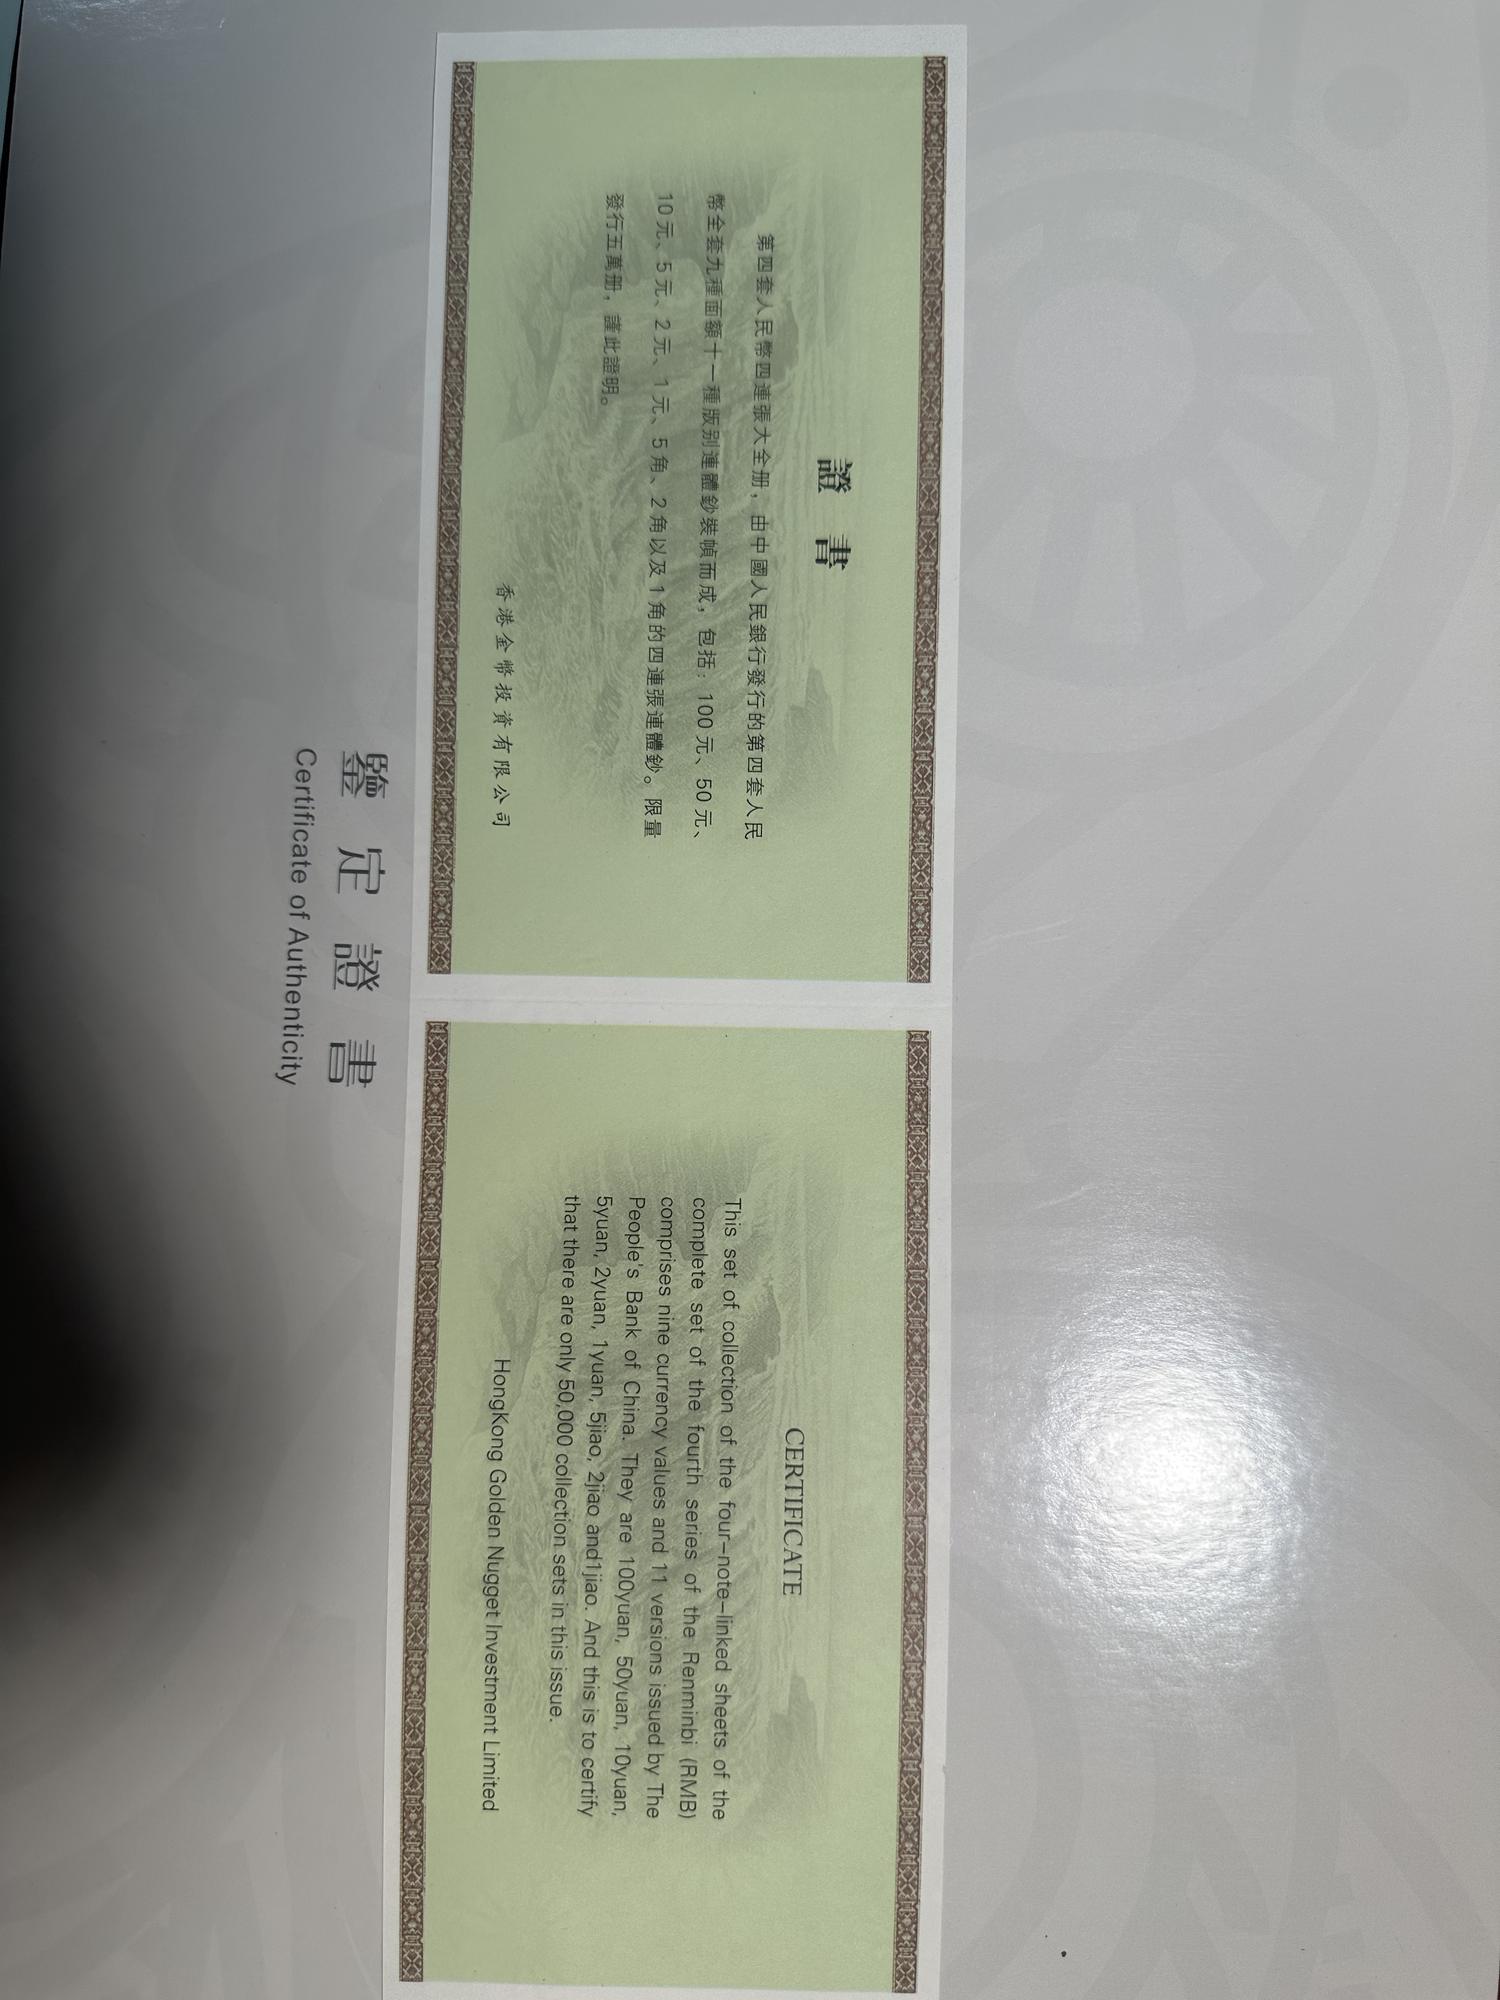 證 書
第四套人民幣四連張大全册，由中國人民銀行發行的第四套人民
幣全套九種面額十一種版别連體鈔裝幀而成，包括：100 元、50 元、
10 元、5 元、2 元、1 元、5 角、2 角以及 1 角的四連張連體鈔。限量
發行五萬册，謹此證明。
香港金幣投資有限公司
CERTIFICATE
This set of collection of the four-note-linked sheets of the
complete set of the fourth series of the Renminbi (RMB)
comprises nine currency values and 11 versions issued by The
People's Bank of China. They are 100yuan, 50yuan, 10yuan,
5yuan, 2yuan, 1yuan, 5jiao, 2jiao and1jiao. And this is to certify
that there are only 50,000 collection sets in this issue.
HongKong Golden Nugget Investment Limited
鑒 定 證 書
Certificate of Authenticity